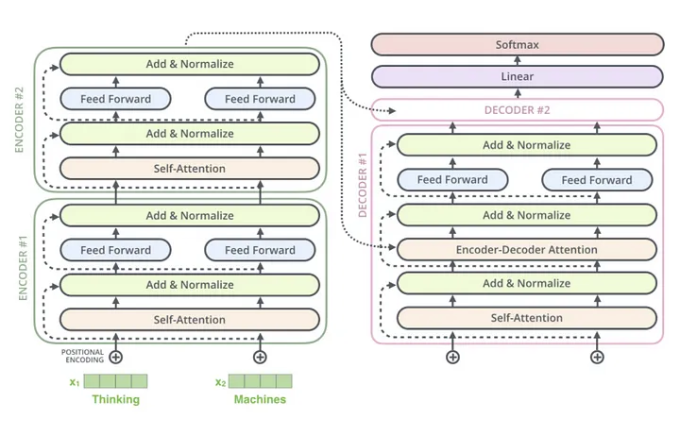 ENCODER #2
Add & Normalize
Feed Forward
Feed Forward
Add & Normalize
Self-Attention
ENCODER #1
Add & Normalize
Feed Forward
Feed Forward
Add & Normalize
Self-Attention
POSITIONAL
ENCODING
x₁
x₂
Thinking
Machines
Softmax
Linear
DECODER #2
DECODER #1
Add & Normalize
Feed Forward
Feed Forward
Add & Normalize
Encoder-Decoder Attention
Add & Normalize
Self-Attention